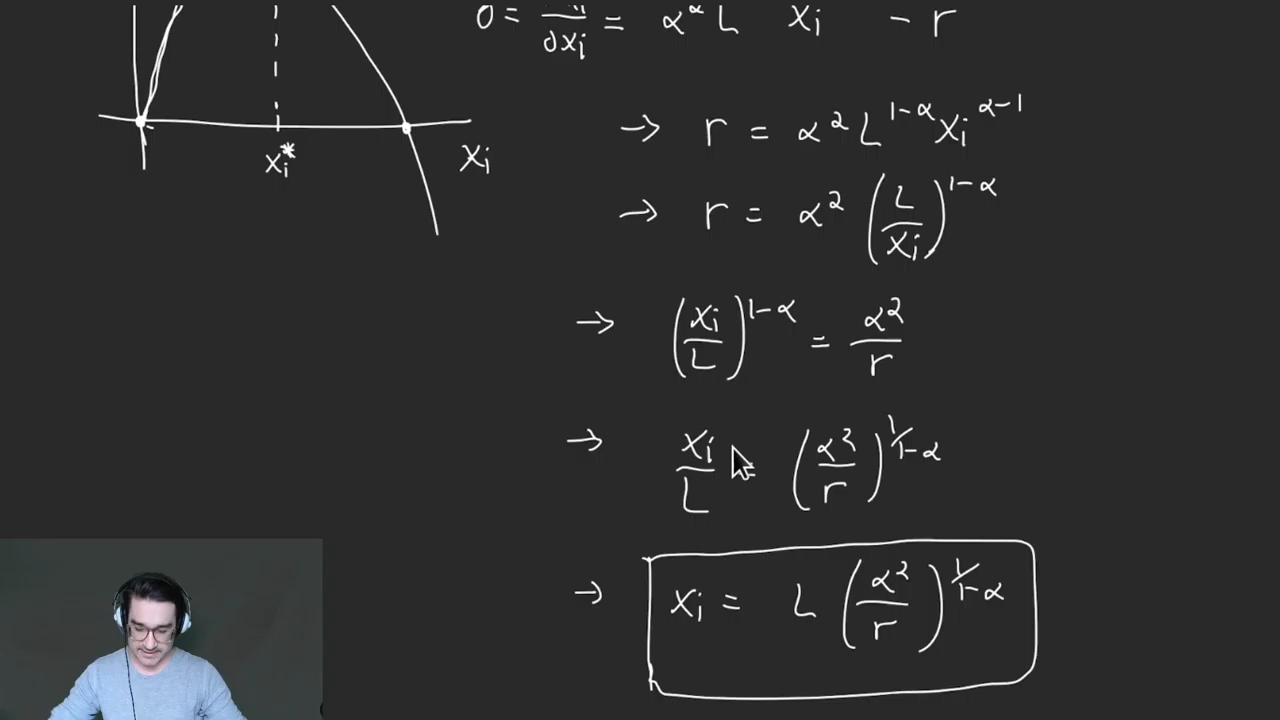 0 = ∂π/∂xᵢ = α² L xᵢ - r
→ r = α² L^(1-α) xᵢ^(α-1)
→ r = α² (L/xᵢ)^(1-α)
xᵢ*
xᵢ
→ (xᵢ/L)^(1-α) = α²/r
→ xᵢ/L = (α²/r)^(1/1-α)
→ xᵢ = L (α²/r)^(1/1-α)